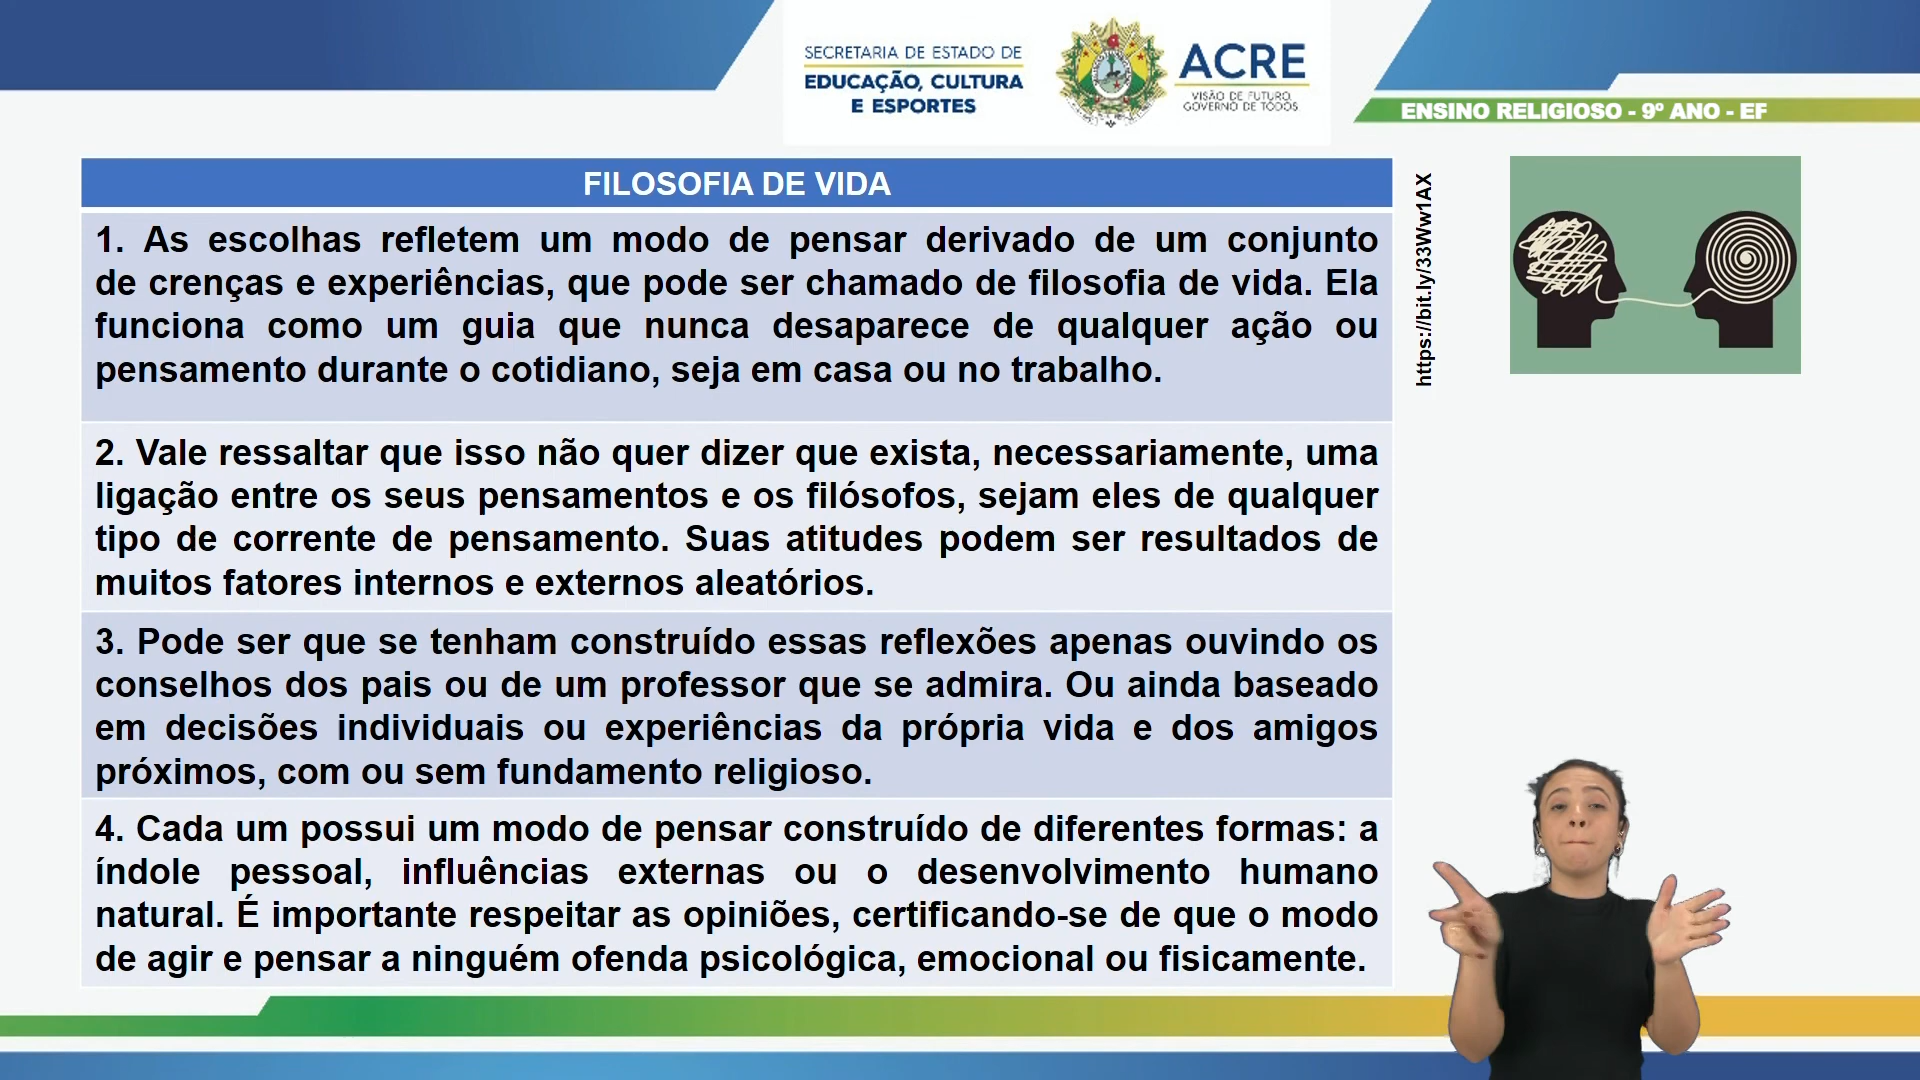 SECRETARIA DE ESTADO DE
EDUCAÇÃO, CULTURA
E ESPORTES
ACRE
VISÃO DE FUTURO,
GOVERNO DE TODOS
ENSINO RELIGIOSO - 9º ANO - EF
FILOSOFIA DE VIDA
1. As escolhas refletem um modo de pensar derivado de um conjunto
de crenças e experiências, que pode ser chamado de filosofia de vida. Ela
funciona como um guia que nunca desaparece de qualquer ação ou
pensamento durante o cotidiano, seja em casa ou no trabalho.
2. Vale ressaltar que isso não quer dizer que exista, necessariamente, uma
ligação entre os seus pensamentos e os filósofos, sejam eles de qualquer
tipo de corrente de pensamento. Suas atitudes podem ser resultados de
muitos fatores internos e externos aleatórios.
3. Pode ser que se tenham construído essas reflexões apenas ouvindo os
conselhos dos pais ou de um professor que se admira. Ou ainda baseado
em decisões individuais ou experiências da própria vida e dos amigos
próximos, com ou sem fundamento religioso.
4. Cada um possui um modo de pensar construído de diferentes formas: a
índole pessoal, influências externas ou o desenvolvimento humano
natural. É importante respeitar as opiniões, certificando-se de que o modo
de agir e pensar a ninguém ofenda psicológica, emocional ou fisicamente.
https://bit.ly/33Ww1AX